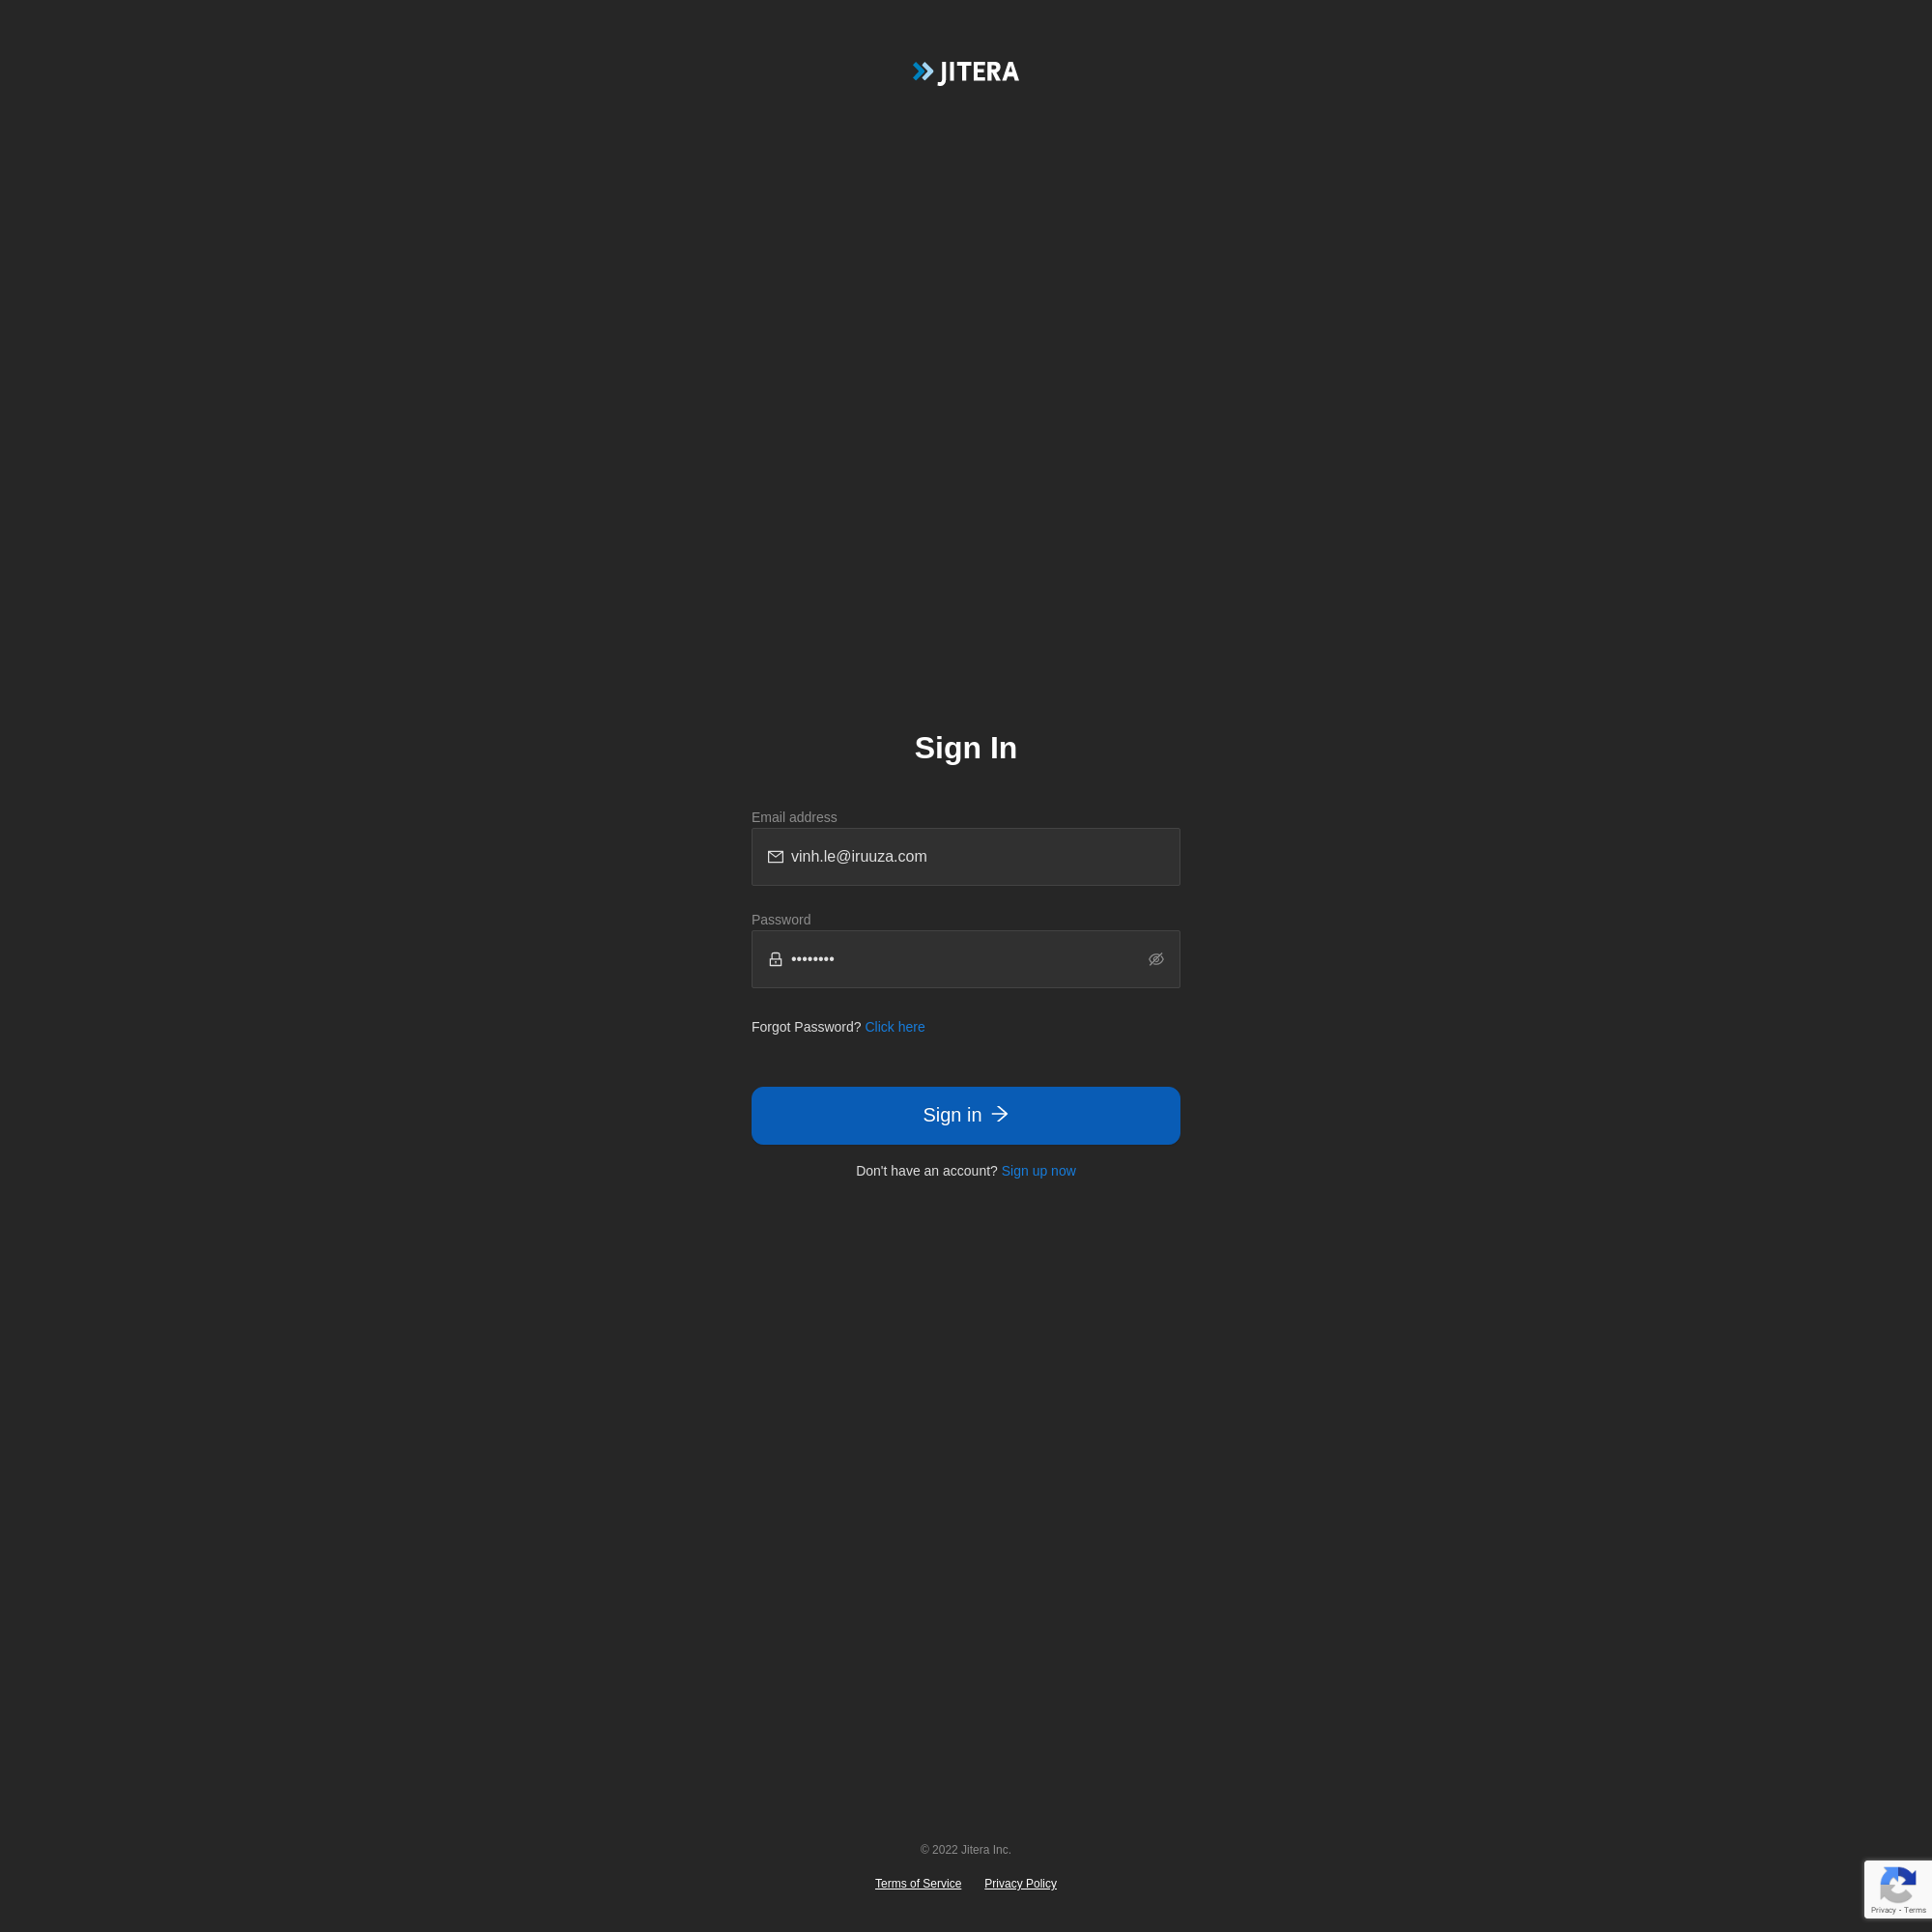 JITERA
Sign In
Email address
vinh.le@iruuza.com
Password
••••••••
Forgot Password? Click here
Sign in
Don't have an account? Sign up now
© 2022 Jitera Inc.
Terms of Service Privacy Policy
Privacy - Terms